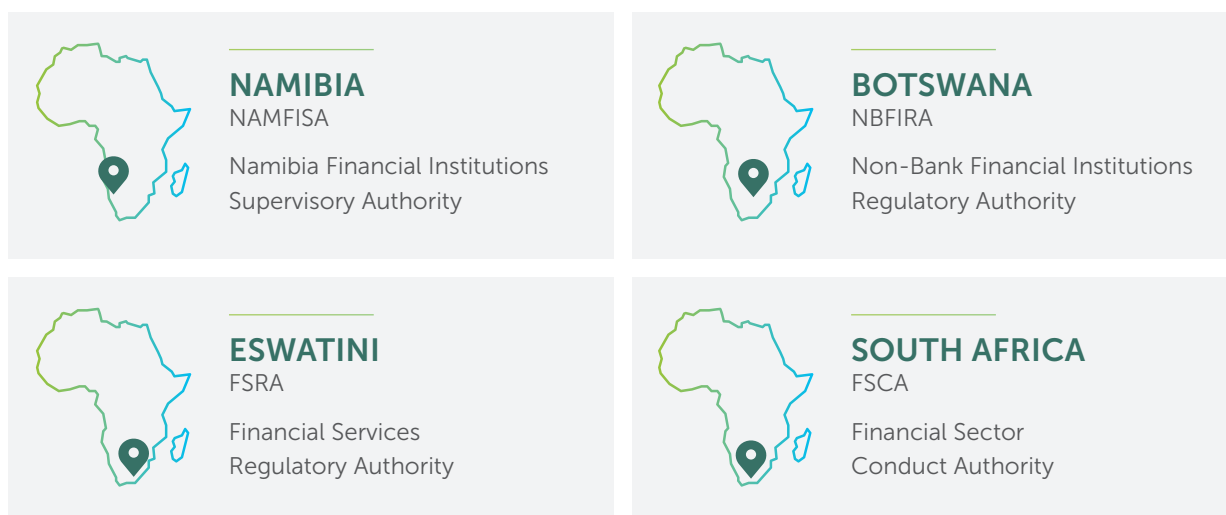 NAMIBIA
NAMFISA
Namibia Financial Institutions
Supervisory Authority
BOTSWANA
NBFIRA
Non-Bank Financial Institutions
Regulatory Authority
ESWATINI
FSRA
Financial Services
Regulatory Authority
SOUTH AFRICA
FSCA
Financial Sector
Conduct Authority